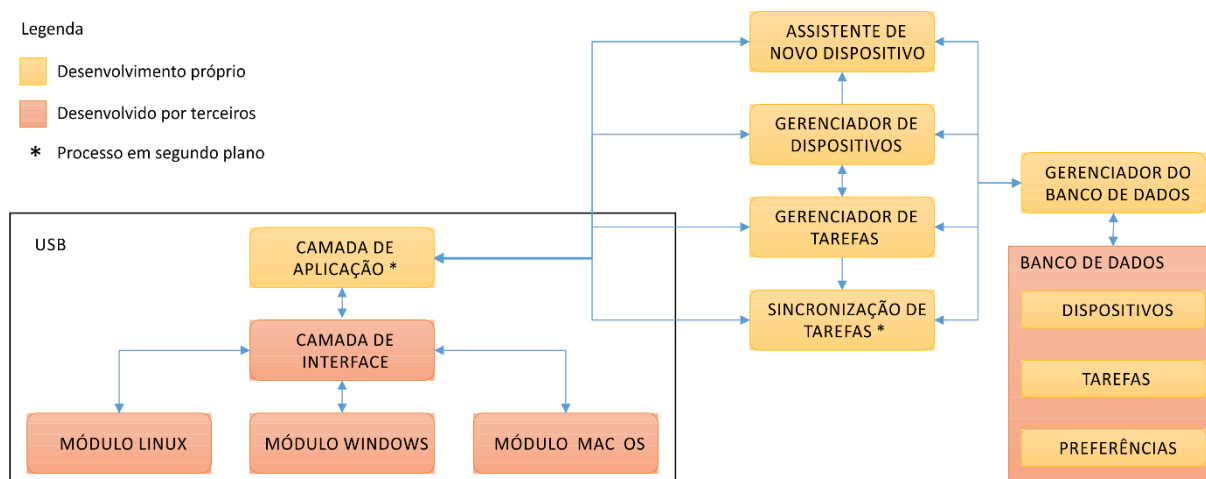 Legenda
Desenvolvimento próprio
Desenvolvido por terceiros
* Processo em segundo plano
ASSISTENTE DE
NOVO DISPOSITIVO
GERENCIADOR DE
DISPOSITIVOS
GERENCIADOR DE
TAREFAS
SINCRONIZAÇÃO DE
TAREFAS *
GERENCIADOR DO
BANCO DE DADOS
BANCO DE DADOS
DISPOSITIVOS
TAREFAS
PREFERÊNCIAS
USB
CAMADA DE
APLICAÇÃO *
CAMADA DE
INTERFACE
MÓDULO LINUX
MÓDULO WINDOWS
MÓDULO MAC OS